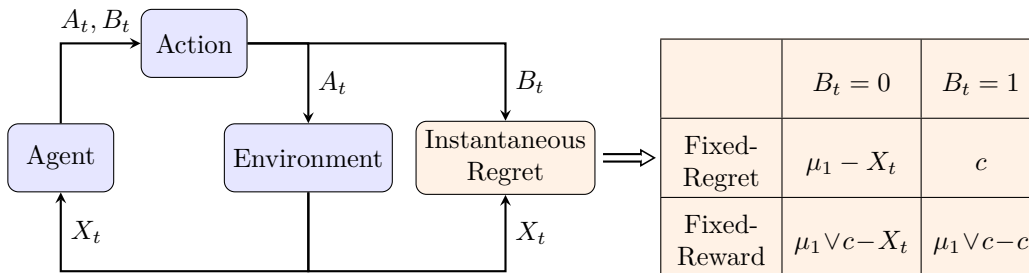 A_t, B_t
Action
A_t
B_t
Agent
Environment
Instantaneous
Regret
X_t
X_t
B_t = 0
B_t = 1
Fixed-
Regret
μ_1 − X_t
c
Fixed-
Reward
μ_1∨c−X_t
μ_1∨c−c